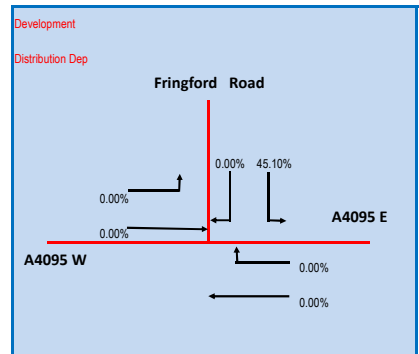 Development
Distribution Dep
Fringford Road
0.00% 45.10%
0.00%
A4095 E
0.00%
A4095 W
0.00%
0.00%